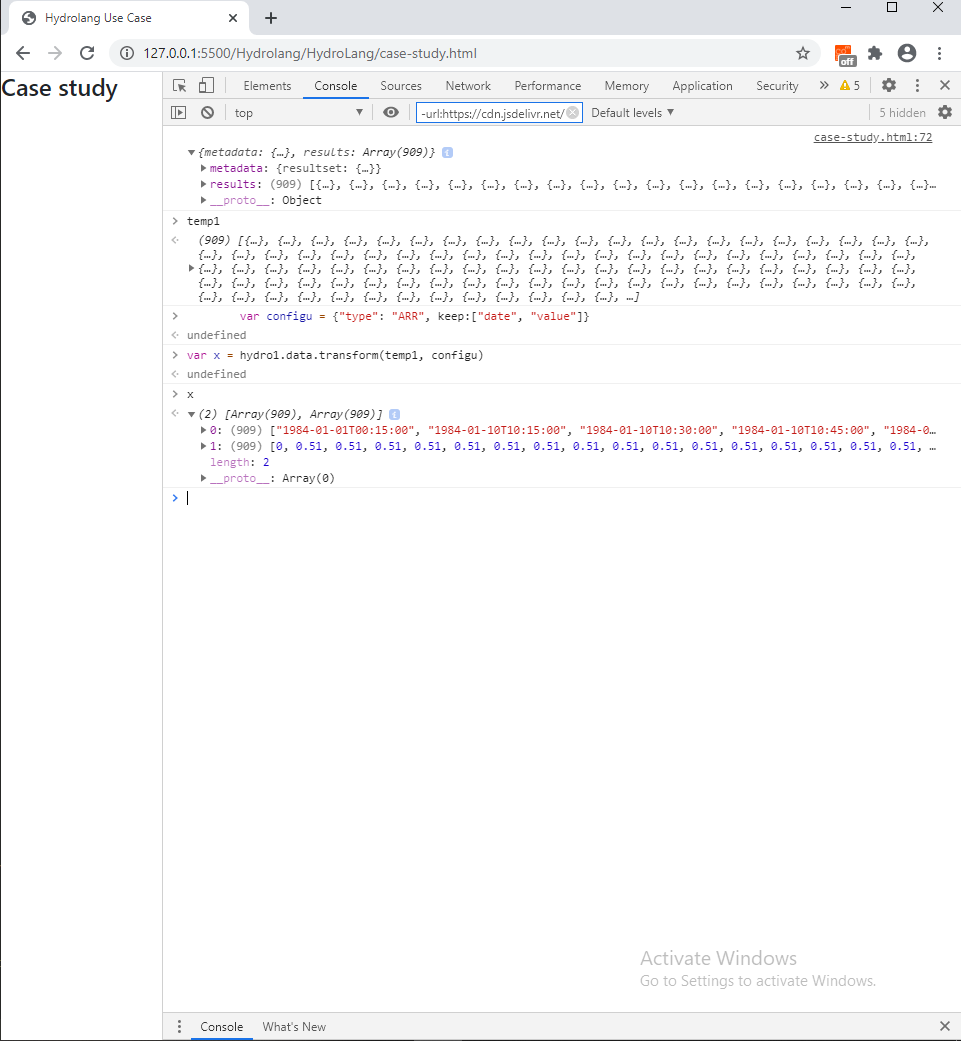 Hydrolang Use Case
127.0.0.1:5500/Hydrolang/HydroLang/case-study.html
off
Case study
Elements Console Sources Network Performance Memory Application Security » 5
top -url:https://cdn.jsdelivr.net/ Default levels 5 hidden
case-study.html:72
{metadata: {…}, results: Array(909)}
metadata: {resultset: {…}}
results: (909) [{…}, {…}, {…}, {…}, {…}, {…}, {…}, {…}, {…}, {…}, {…}, {…}, {…}, {…}, {…}, {…}, {…}, {…}, {…}…
__proto__: Object
temp1
(909) [{…}, {…}, {…}, {…}, {…}, {…}, {…}, {…}, {…}, {…}, {…}, {…}, {…}, {…}, {…}, {…}, {…}, {…}, {…}, {…}, {…},
{…}, {…}, {…}, {…}, {…}, {…}, {…}, {…}, {…}, {…}, {…}, {…}, {…}, {…}, {…}, {…}, {…}, {…}, {…}, {…}, {…}, {…},
{…}, {…}, {…}, {…}, {…}, {…}, {…}, {…}, {…}, {…}, {…}, {…}, {…}, {…}, {…}, {…}, {…}, {…}, {…}, {…}, {…}, {…},
{…}, {…}, {…}, {…}, {…}, {…}, {…}, {…}, {…}, {…}, {…}, {…}, {…}, {…}, {…}, {…}, {…}, {…}, {…}, {…}, {…}, {…},
{…}, {…}, {…}, {…}, {…}, {…}, {…}, {…}, {…}, {…}, {…}, {…}, {…}, …]
var configu = {"type": "ARR", keep:["date", "value"]}
undefined
var x = hydro1.data.transform(temp1, configu)
undefined
x
(2) [Array(909), Array(909)]
0: (909) ["1984-01-01T00:15:00", "1984-01-10T10:15:00", "1984-01-10T10:30:00", "1984-01-10T10:45:00", "1984-0…
1: (909) [0, 0.51, 0.51, 0.51, 0.51, 0.51, 0.51, 0.51, 0.51, 0.51, 0.51, 0.51, 0.51, 0.51, 0.51, 0.51, 0.51, …
length: 2
__proto__: Array(0)
Activate Windows
Go to Settings to activate Windows.
Console What's New